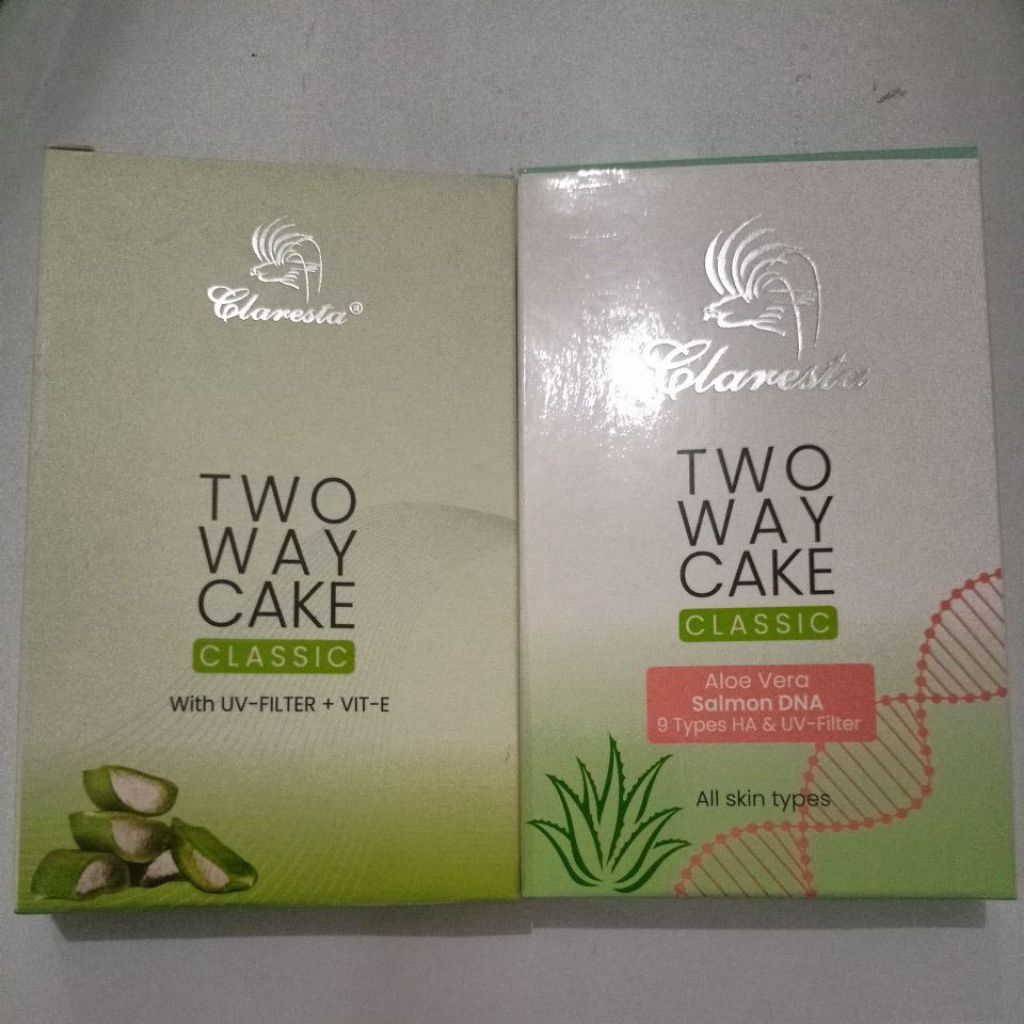 Claresta®
TWO
WAY
CAKE
CLASSIC
With UV-FILTER + VIT-E
Claresta
TWO
WAY
CAKE
CLASSIC
Aloe Vera
Salmon DNA
9 Types HA & UV-Filter
All skin types